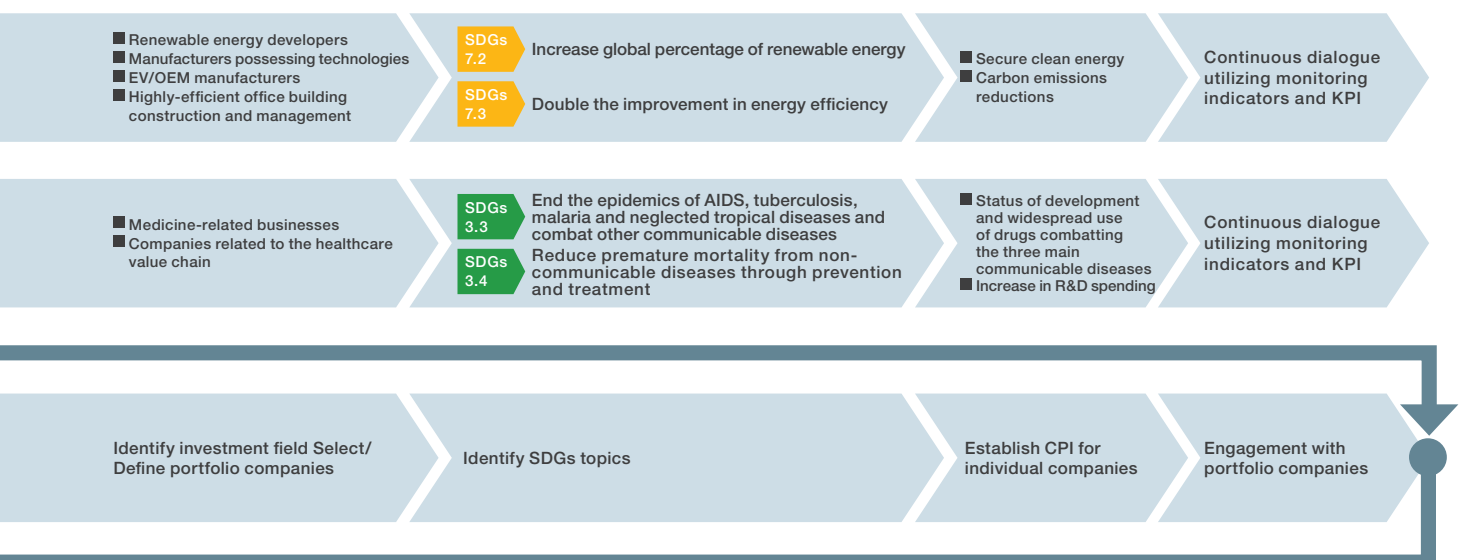 Renewable energy developers
Manufacturers possessing technologies
EV/OEM manufacturers
Highly-efficient office building
construction and management
SDGs
7.2
Increase global percentage of renewable energy
SDGs
7.3
Double the improvement in energy efficiency
Secure clean energy
Carbon emissions
reductions
Continuous dialogue
utilizing monitoring
indicators and KPI
Medicine-related businesses
Companies related to the healthcare
value chain
SDGs
3.3
End the epidemics of AIDS, tuberculosis,
malaria and neglected tropical diseases and
combat other communicable diseases
SDGs
3.4
Reduce premature mortality from non-
communicable diseases through prevention
and treatment
Status of development
and widespread use
of drugs combatting
the three main
communicable diseases
Increase in R&D spending
Continuous dialogue
utilizing monitoring
indicators and KPI
Identify investment field Select/
Define portfolio companies
Identify SDGs topics
Establish CPI for
individual companies
Engagement with
portfolio companies